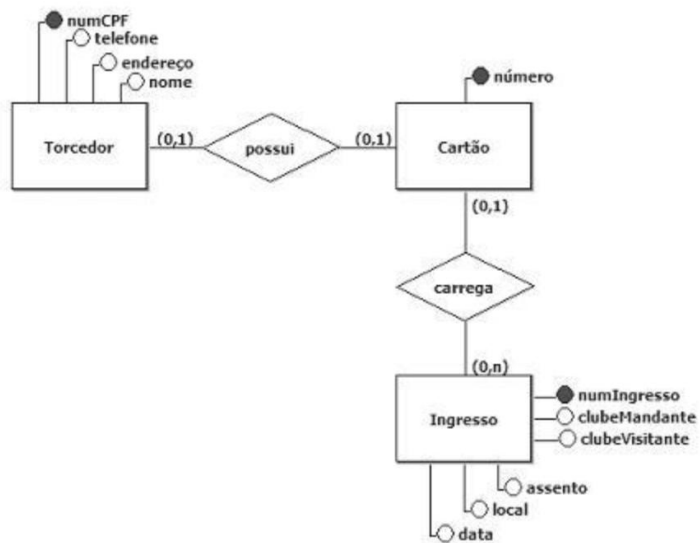 numCPF
telefone
endereço
nome
número
Torcedor
(0,1)
possui
(0,1)
Cartão
(0,1)
carrega
(0,n)
Ingresso
numIngresso
clubeMandante
clubeVisitante
assento
local
data